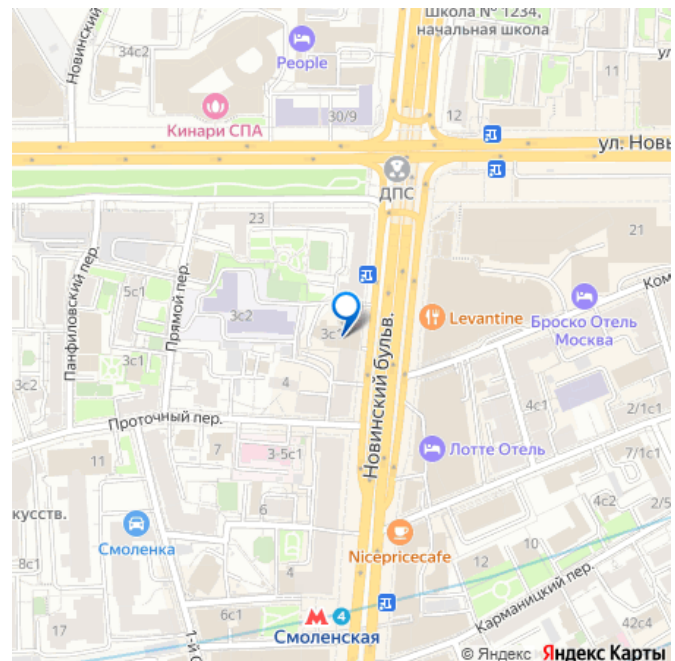 Школа № 1234,
начальная школа
Новинский
34с2
People
Кинари СПА
30/9
12
11
ул. Новы
ДПС
23
21
Панфиловский пер.
5с1
Прямой пер.
3с2
3с1
Levantine
Ком
Броско Отель
Москва
3с1
3с2
4
Новинский бульв.
4с1
2/1с1
Проточный пер.
7
3-5с1
11
Лотте Отель
7/1с1
кусств.
6
4с2
2/5
Смоленка
Nicepricecafe
8с1
12
10
4
Карманицкий пер.
17
6с1
4
Смоленская
42с4
1-й С
© Яндекс Яндекс Карты